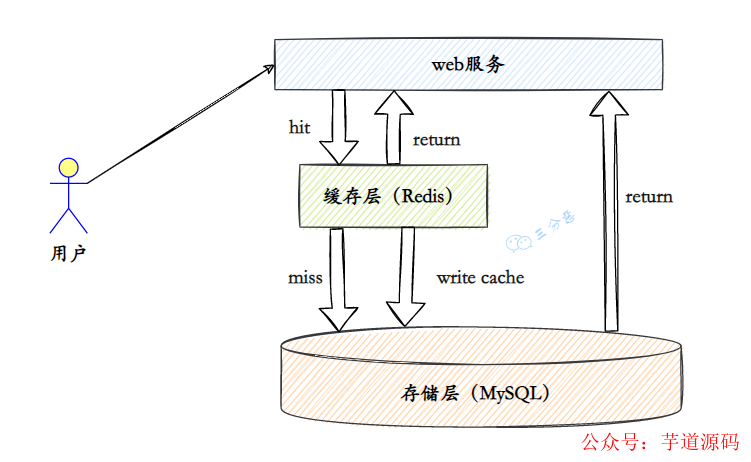 web服务
hit
return
缓存层（Redis）
return
用户
三分恶
miss
write cache
存储层（MySQL）
公众号：芋道源码